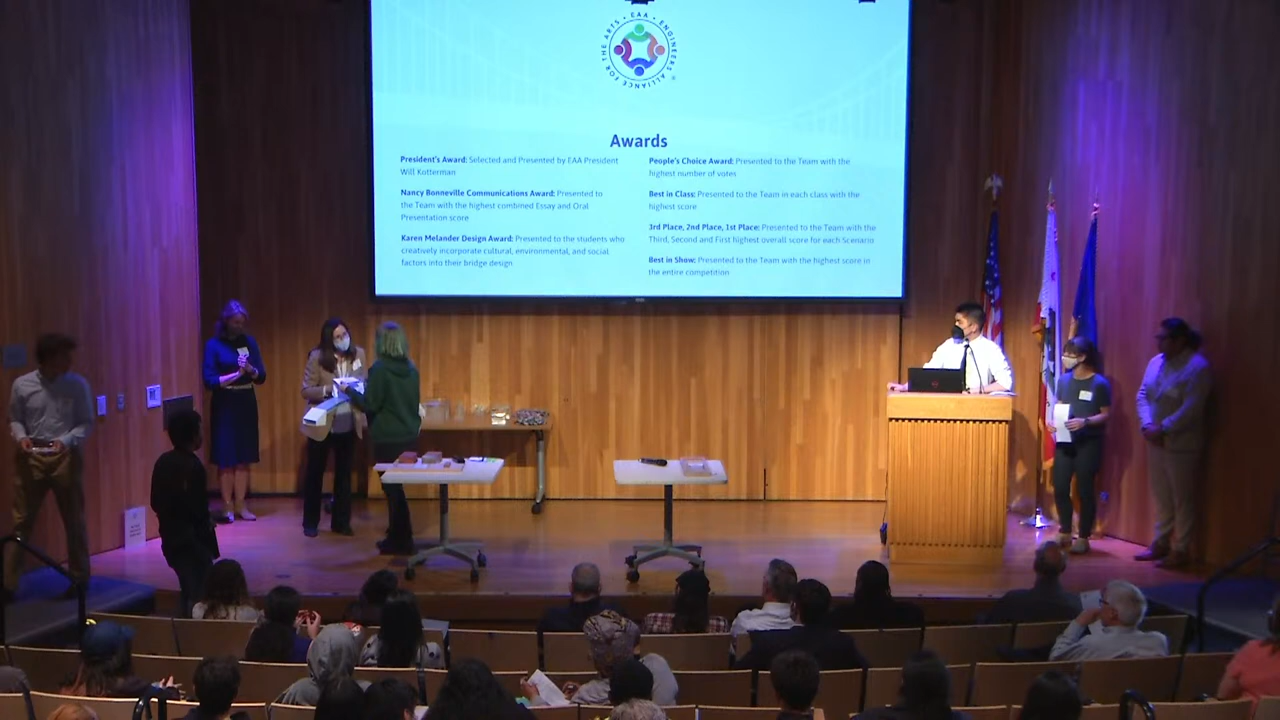 EAA • ENGINEERS ALLIANCE FOR THE ARTS •
Awards
President's Award: Selected and Presented by EAA President
Will Kotterman
Nancy Bonneville Communications Award: Presented to
the Team with the highest combined Essay and Oral
Presentation score
Karen Melander Design Award: Presented to the students who
creatively incorporate cultural, environmental, and social
factors into their bridge design
People's Choice Award: Presented to the Team with the
highest number of votes
Best in Class: Presented to the Team in each class with the
highest score
3rd Place, 2nd Place, 1st Place: Presented to the Team with the
Third, Second and First highest overall score for each Scenario
Best in Show: Presented to the Team with the highest score in
the entire competition